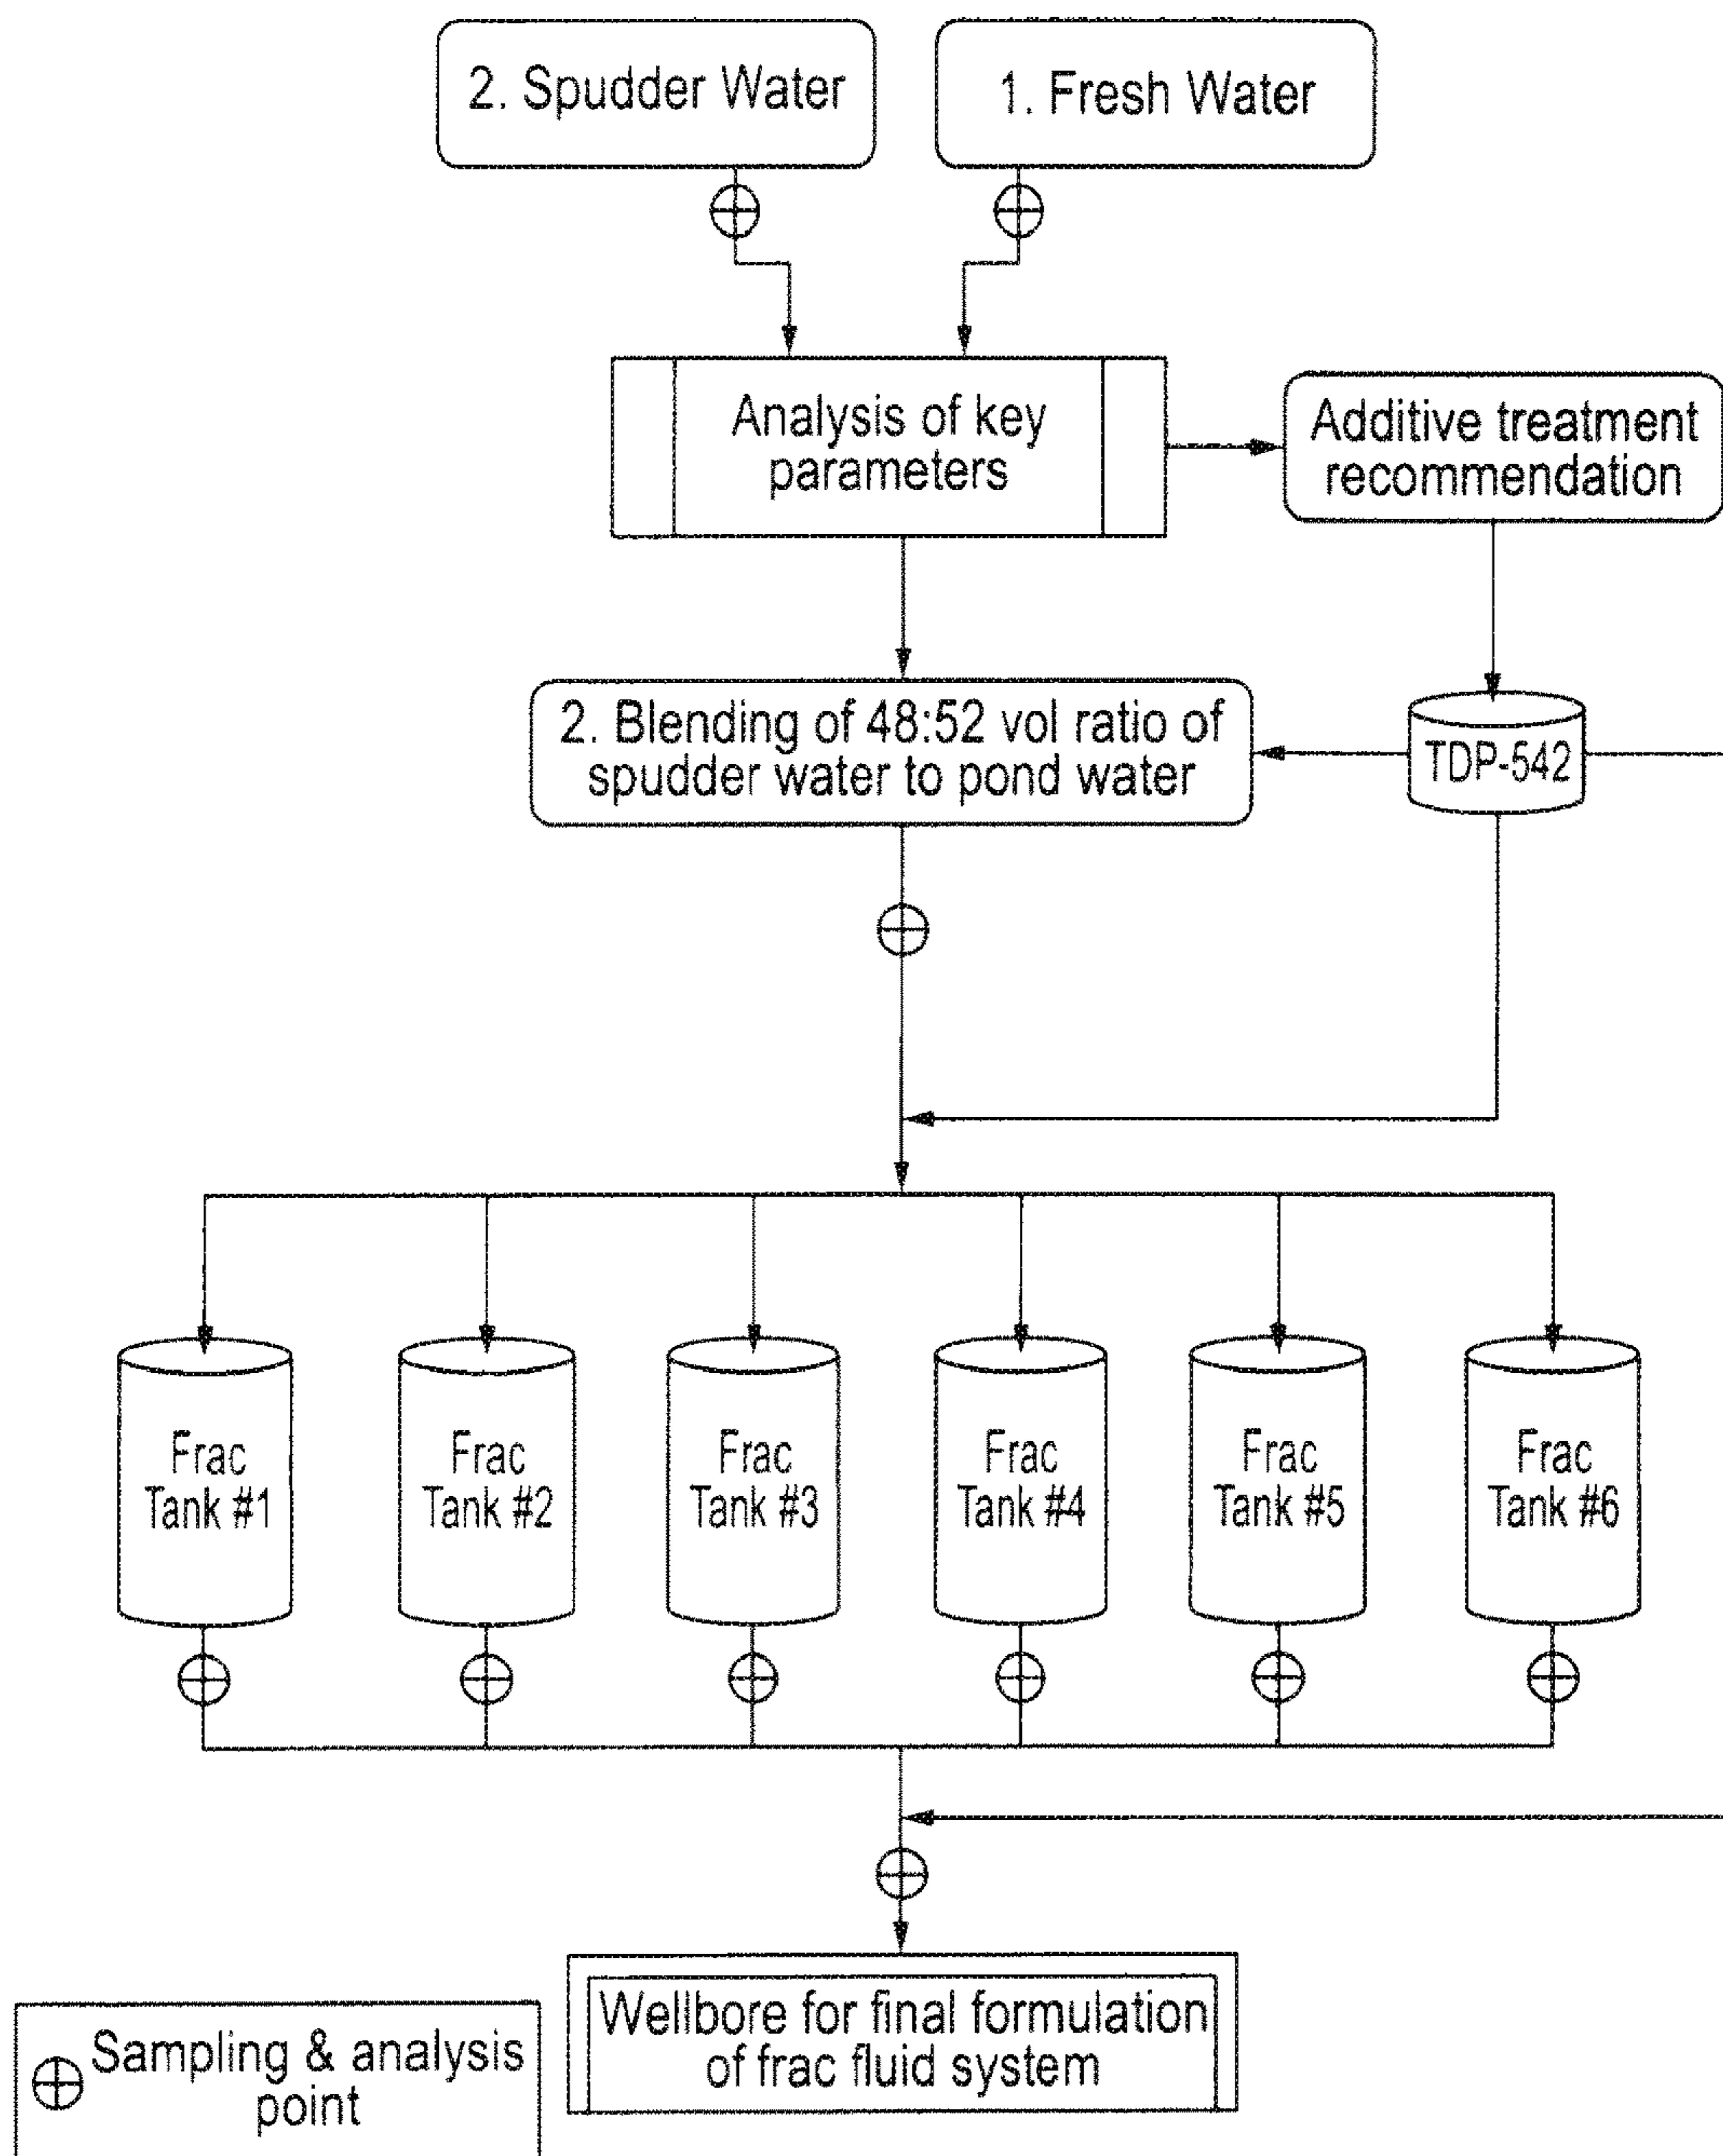 2. Spudder Water
1. Fresh Water
Analysis of key
parameters
Additive treatment
recommendation
2. Blending of 48:52 vol ratio of
spudder water to pond water
TDP-542
Frac
Tank #1
Frac
Tank #2
Frac
Tank #3
Frac
Tank #4
Frac
Tank #5
Frac
Tank #6
Wellbore for final formulation
of frac fluid system
Sampling & analysis
point